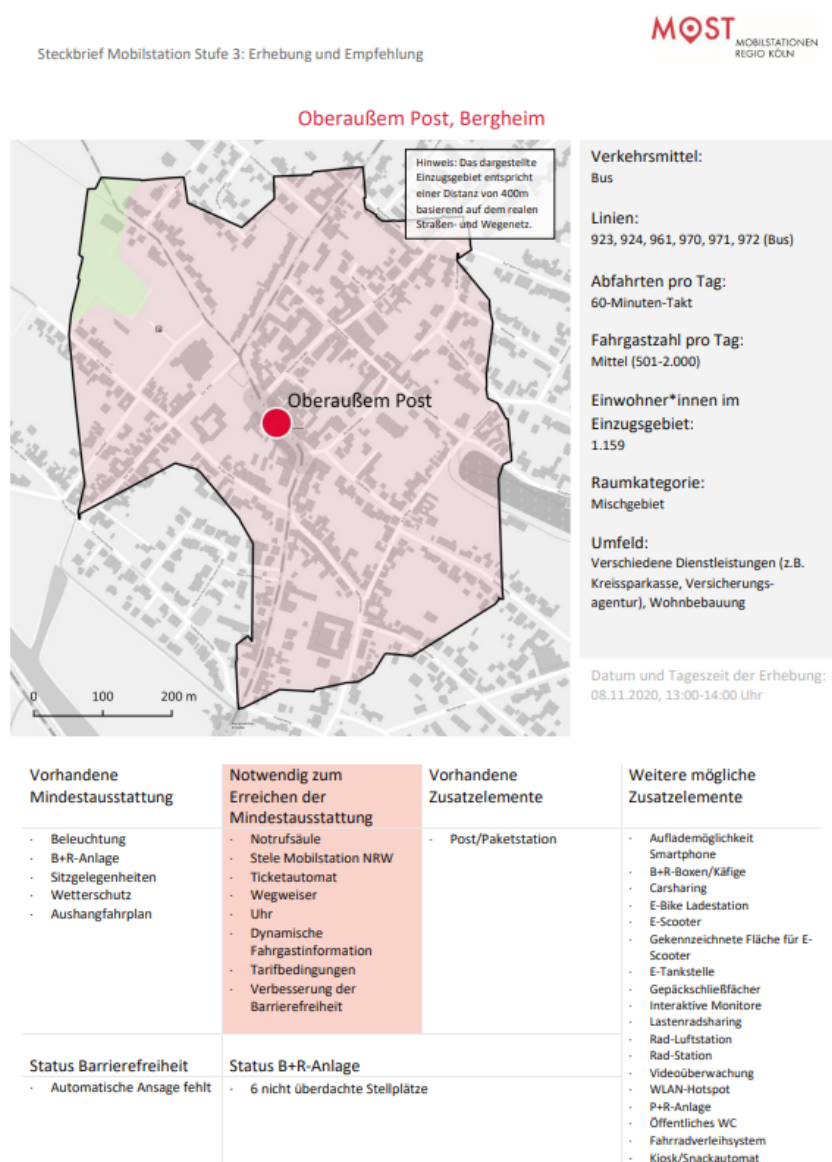 MOST
MOBILSTATIONEN
REGIO KÖLN
Steckbrief Mobilstation Stufe 3: Erhebung und Empfehlung
Oberaußem Post, Bergheim
Hinweis: Das dargestellte
Einzugsgebiet entspricht
einer Distanz von 400m
basierend auf dem realen
Straßen- und Wegenetz.
Oberaußem Post
0 100 200 m
Verkehrsmittel:
Bus
Linien:
923, 924, 961, 970, 971, 972 (Bus)
Abfahrten pro Tag:
60-Minuten-Takt
Fahrgastzahl pro Tag:
Mittel (501-2.000)
Einwohner*innen im
Einzugsgebiet:
1.159
Raumkategorie:
Mischgebiet
Umfeld:
Verschiedene Dienstleistungen (z.B.
Kreissparkasse, Versicherungs-
agentur), Wohnbebauung
Datum und Tageszeit der Erhebung:
08.11.2020, 13:00-14:00 Uhr
Vorhandene
Mindestausstattung
· Beleuchtung
· B+R-Anlage
· Sitzgelegenheiten
· Wetterschutz
· Aushangfahrplan
Notwendig zum
Erreichen der
Mindestausstattung
· Notrufsäule
· Stele Mobilstation NRW
· Ticketautomat
· Wegweiser
· Uhr
· Dynamische
Fahrgastinformation
· Tarifbedingungen
· Verbesserung der
Barrierefreiheit
Vorhandene
Zusatzelemente
· Post/Paketstation
Weitere mögliche
Zusatzelemente
· Auflademöglichkeit
Smartphone
· B+R-Boxen/Käfige
· Carsharing
· E-Bike Ladestation
· E-Scooter
· Gekennzeichnete Fläche für E-
Scooter
· E-Tankstelle
· Gepäckschließfächer
· Interaktive Monitore
· Lastenradsharing
· Rad-Luftstation
· Rad-Station
· Videoüberwachung
· WLAN-Hotspot
· P+R-Anlage
· Öffentliches WC
· Fahrradverleihsystem
· Kiosk/Snackautomat
Status Barrierefreiheit
· Automatische Ansage fehlt
Status B+R-Anlage
· 6 nicht überdachte Stellplätze